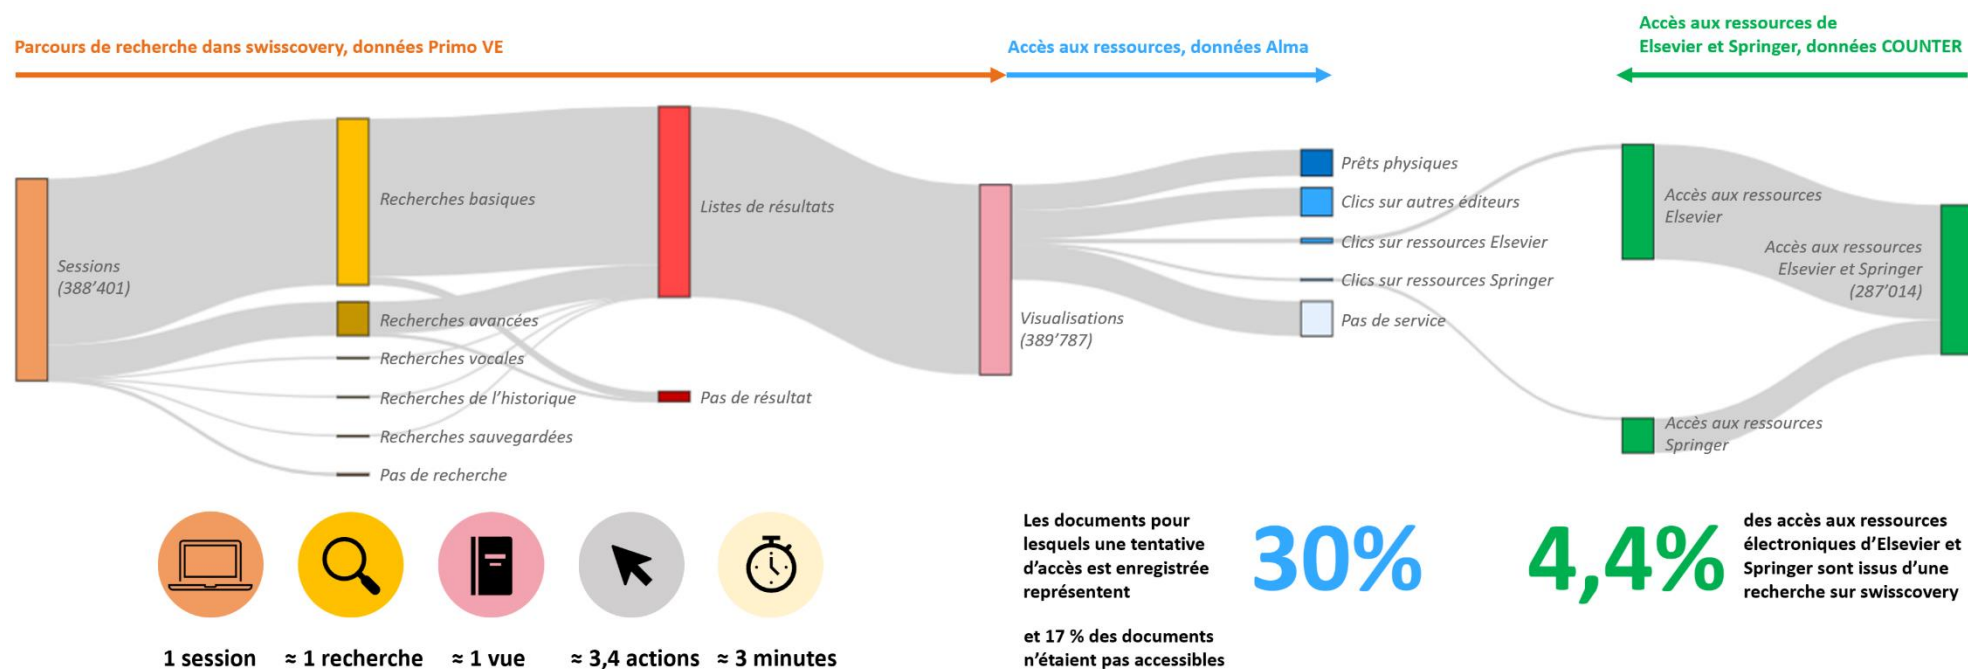 Parcours de recherche dans swisscovery, données Primo VE
Accès aux ressources, données Alma
Accès aux ressources de
Elsevier et Springer, données COUNTER
Sessions
(388’401)
Recherches basiques
Recherches avancées
Recherches vocales
Recherches de l’historique
Recherches sauvegardées
Pas de recherche
Listes de résultats
Pas de résultat
Visualisations
(389’787)
Prêts physiques
Clics sur autres éditeurs
Clics sur ressources Elsevier
Clics sur ressources Springer
Pas de service
Accès aux ressources
Elsevier
Accès aux ressources
Springer
Accès aux ressources
Elsevier et Springer
(287’014)
1 session
≈ 1 recherche
≈ 1 vue
≈ 3,4 actions
≈ 3 minutes
Les documents pour
lesquels une tentative
d’accès est enregistrée
représentent
30%
et 17 % des documents
n’étaient pas accessibles
4,4%
des accès aux ressources
électroniques d’Elsevier et
Springer sont issus d’une
recherche sur swisscovery